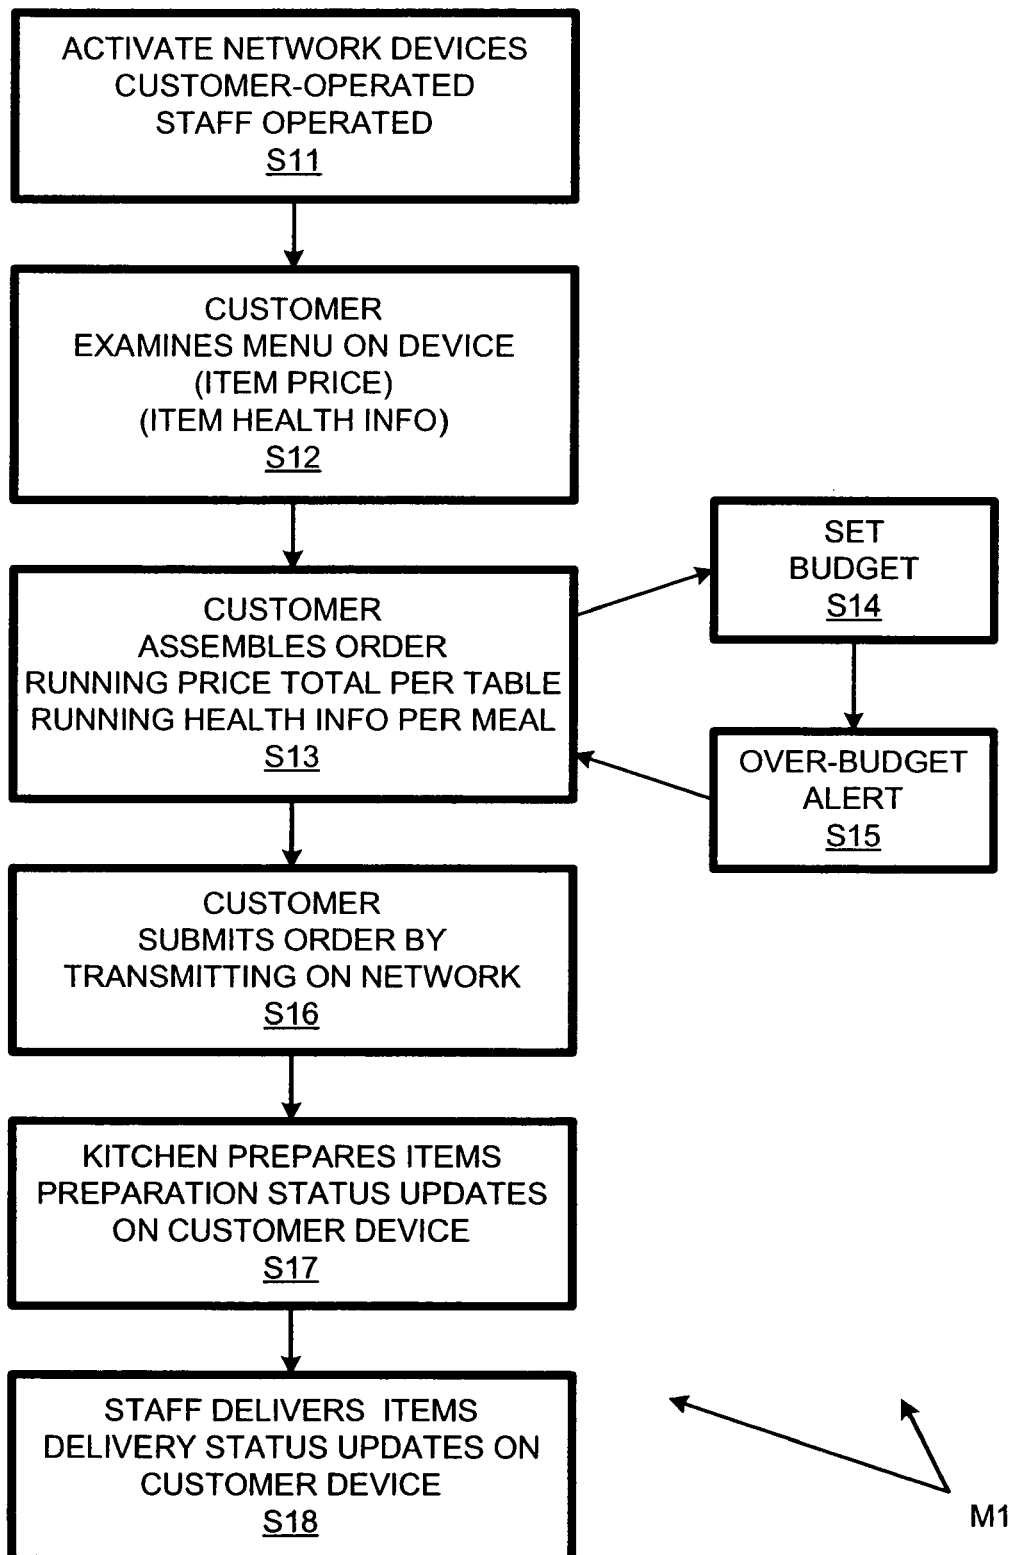 ACTIVATE NETWORK DEVICES
CUSTOMER-OPERATED
STAFF OPERATED
S11
CUSTOMER
EXAMINES MENU ON DEVICE
(ITEM PRICE)
(ITEM HEALTH INFO)
S12
CUSTOMER
ASSEMBLES ORDER
RUNNING PRICE TOTAL PER TABLE
RUNNING HEALTH INFO PER MEAL
S13
SET
BUDGET
S14
OVER-BUDGET
ALERT
S15
CUSTOMER
SUBMITS ORDER BY
TRANSMITTING ON NETWORK
S16
KITCHEN PREPARES ITEMS
PREPARATION STATUS UPDATES
ON CUSTOMER DEVICE
S17
STAFF DELIVERS ITEMS
DELIVERY STATUS UPDATES ON
CUSTOMER DEVICE
S18
M1